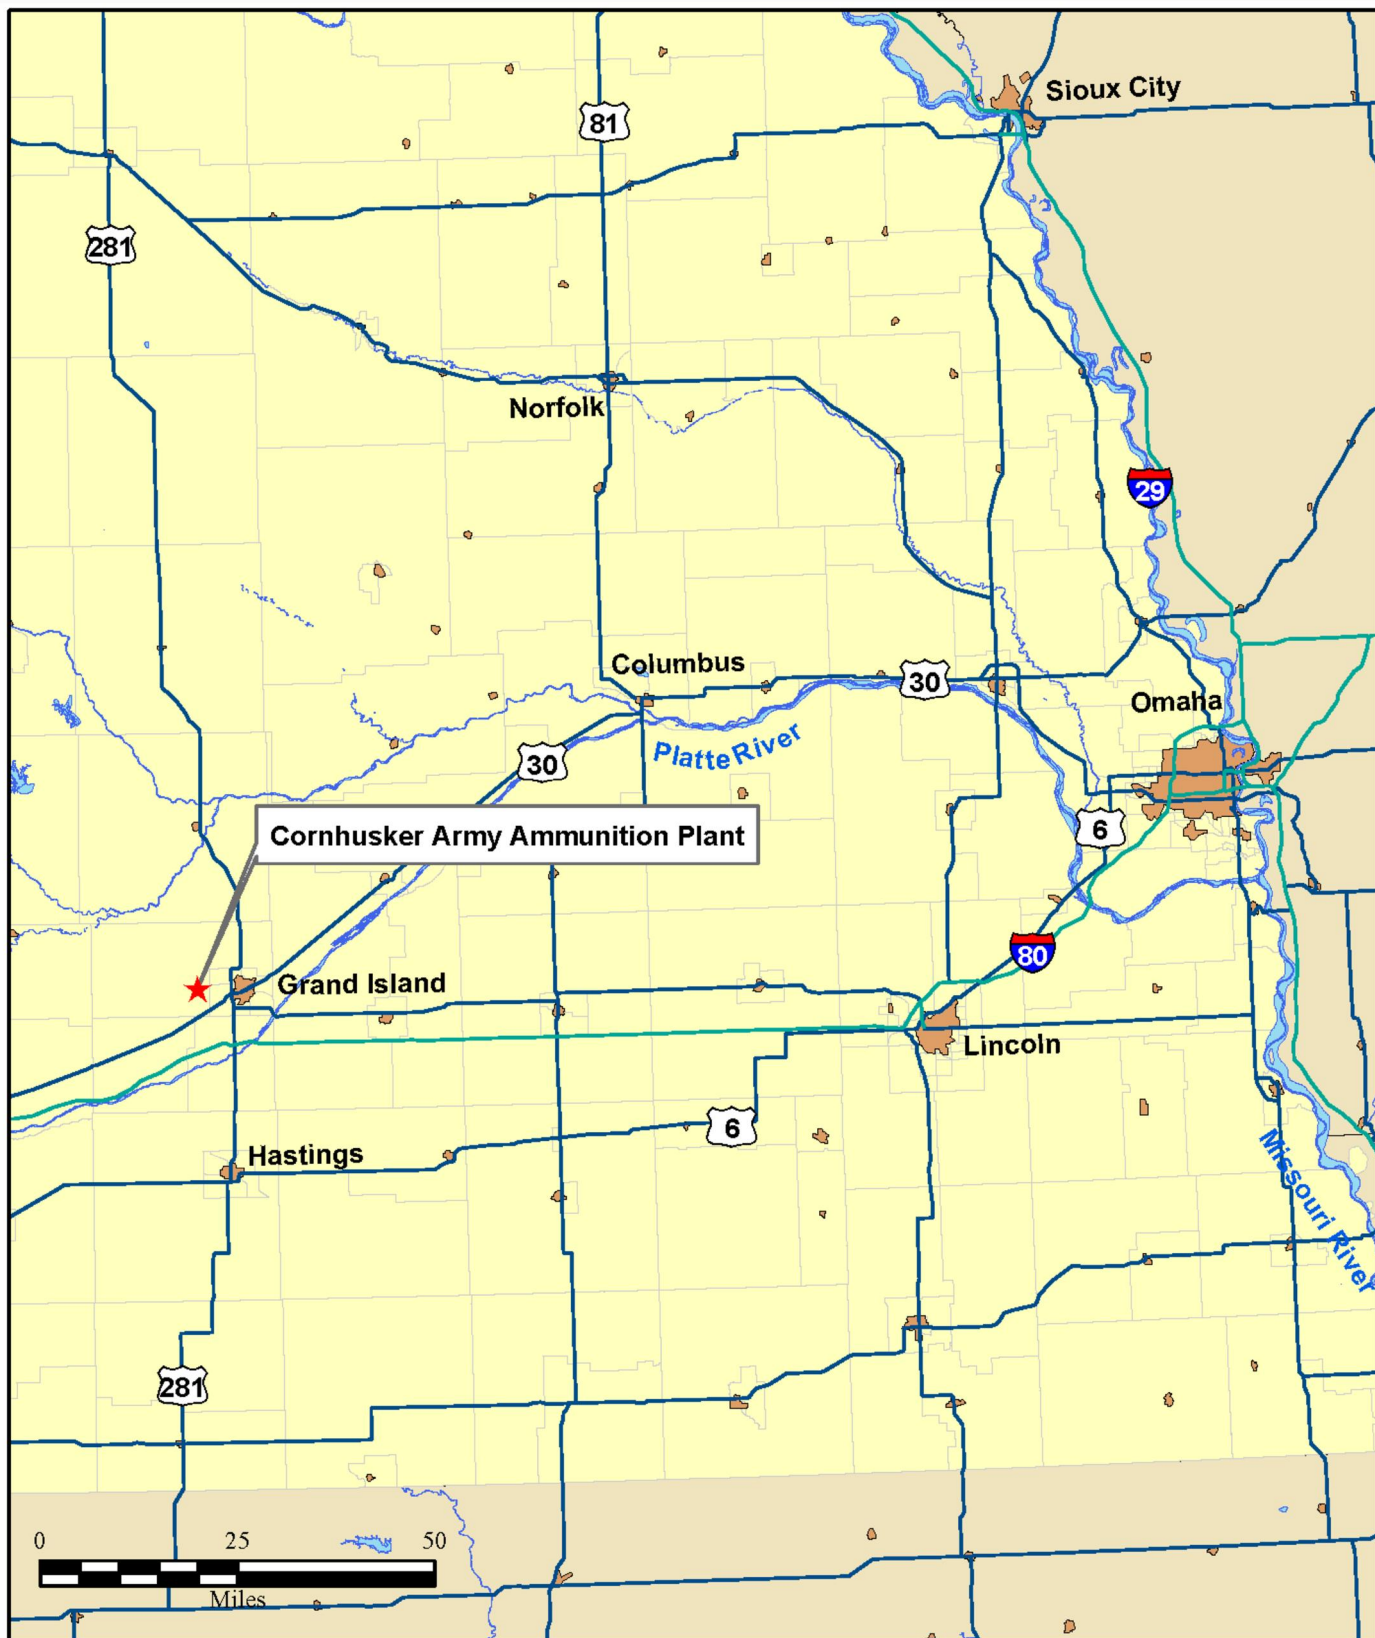 Sioux City
81
281
Norfolk
29
Columbus
30
Omaha
Platte River
30
6
Cornhusker Army Ammunition Plant
80
Grand Island
Lincoln
6
Hastings
Missouri River
281
0 25 50
Miles